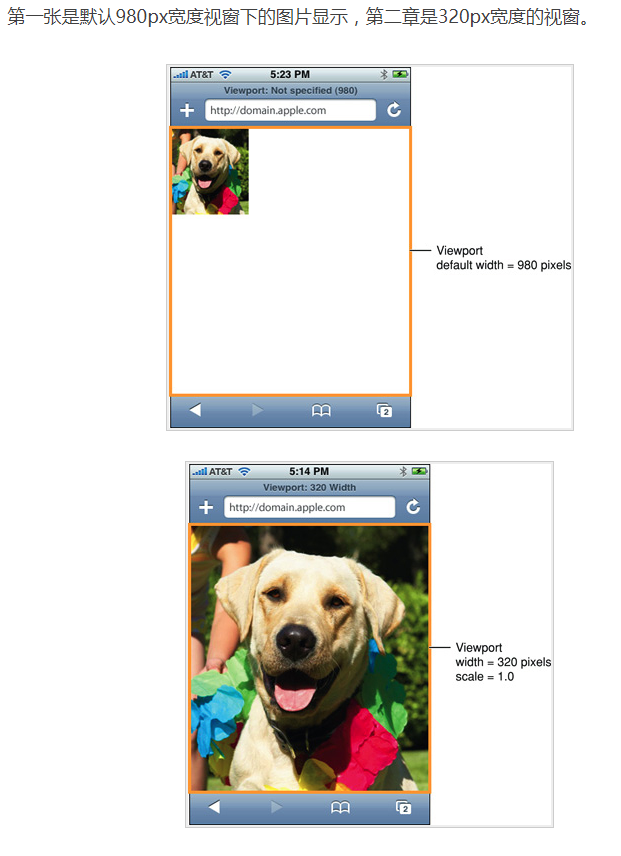 第一张是默认980px宽度视窗下的图片显示，第二章是320px宽度的视窗。
AT&T 5:23 PM
Viewport: Not specified (980)
http://domain.apple.com
Viewport
default width = 980 pixels
2
AT&T 5:14 PM
Viewport: 320 Width
http://domain.apple.com
Viewport
width = 320 pixels
scale = 1.0
2